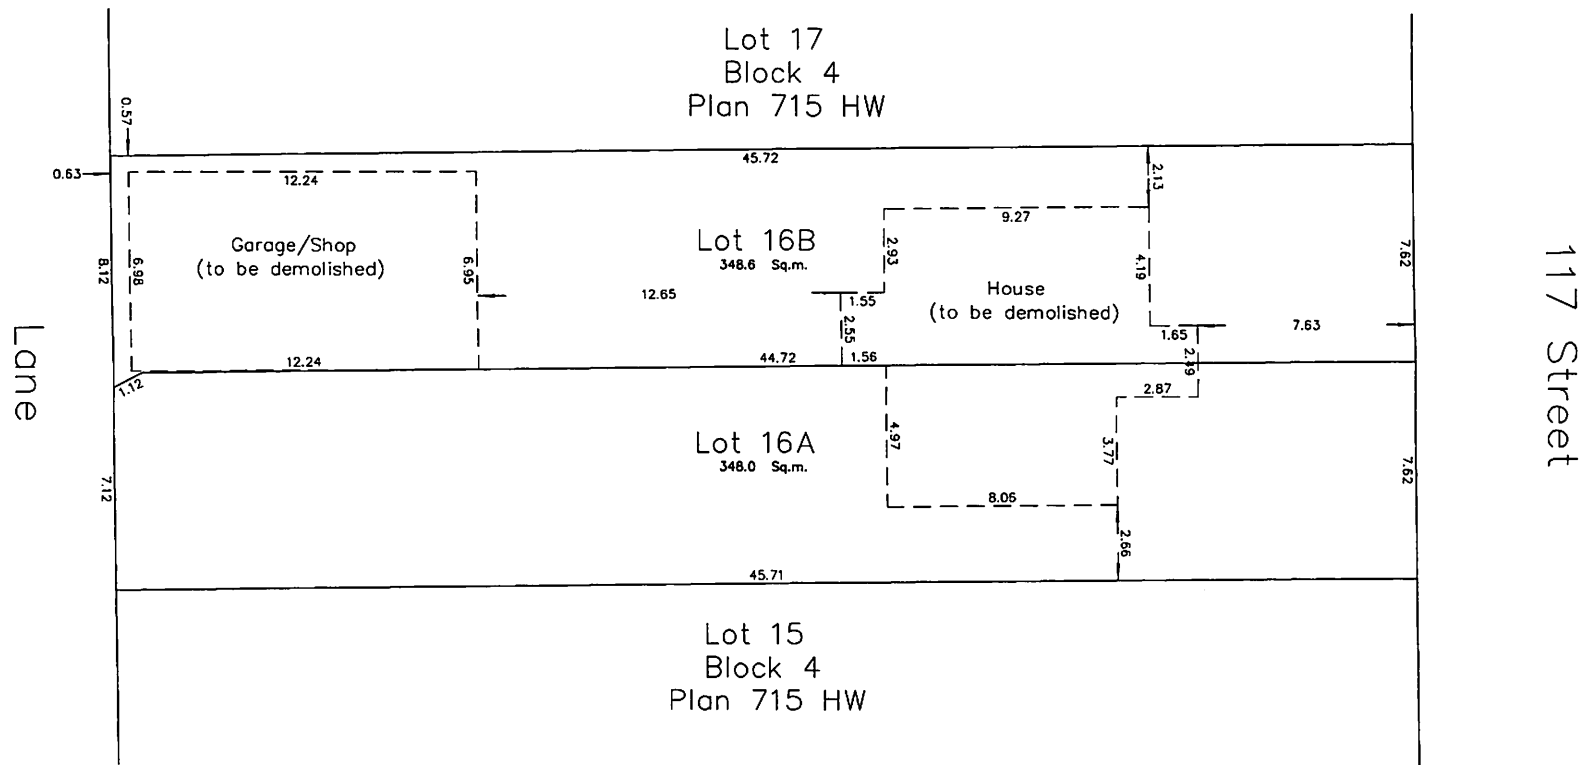 Lot 17
Block 4
Plan 715 HW
0.57
45.72
0.63
12.24
2.13
9.27
Garage/Shop
(to be demolished)
Lot 16B
348.6 Sq.m.
8.12
6.98
6.95
2.93
4.19
7.62
117 Street
House
(to be demolished)
12.65
1.55
2.55
1.65
7.63
Lane
12.24
44.72
1.56
1.12
2.87
Lot 16A
348.0 Sq.m.
4.97
3.77
7.62
7.12
8.06
2.66
45.71
Lot 15
Block 4
Plan 715 HW